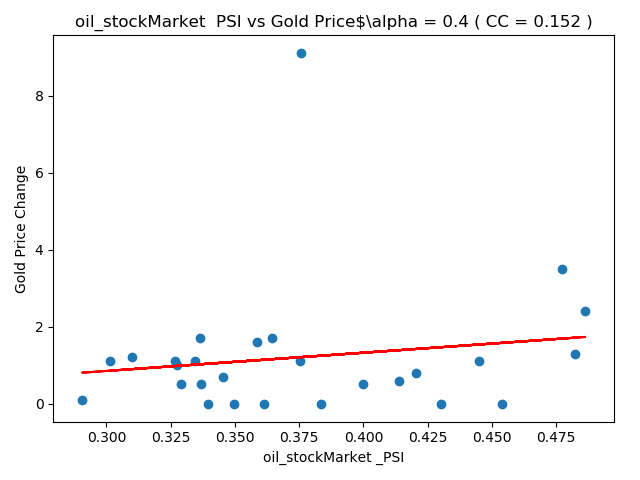 oil_stockMarket  PSI vs Gold Price$\alpha = 0.4 ( CC = 0.152 )
Gold Price Change
8
6
4
2
0
0.300 0.325 0.350 0.375 0.400 0.425 0.450 0.475
oil_stockMarket _PSI